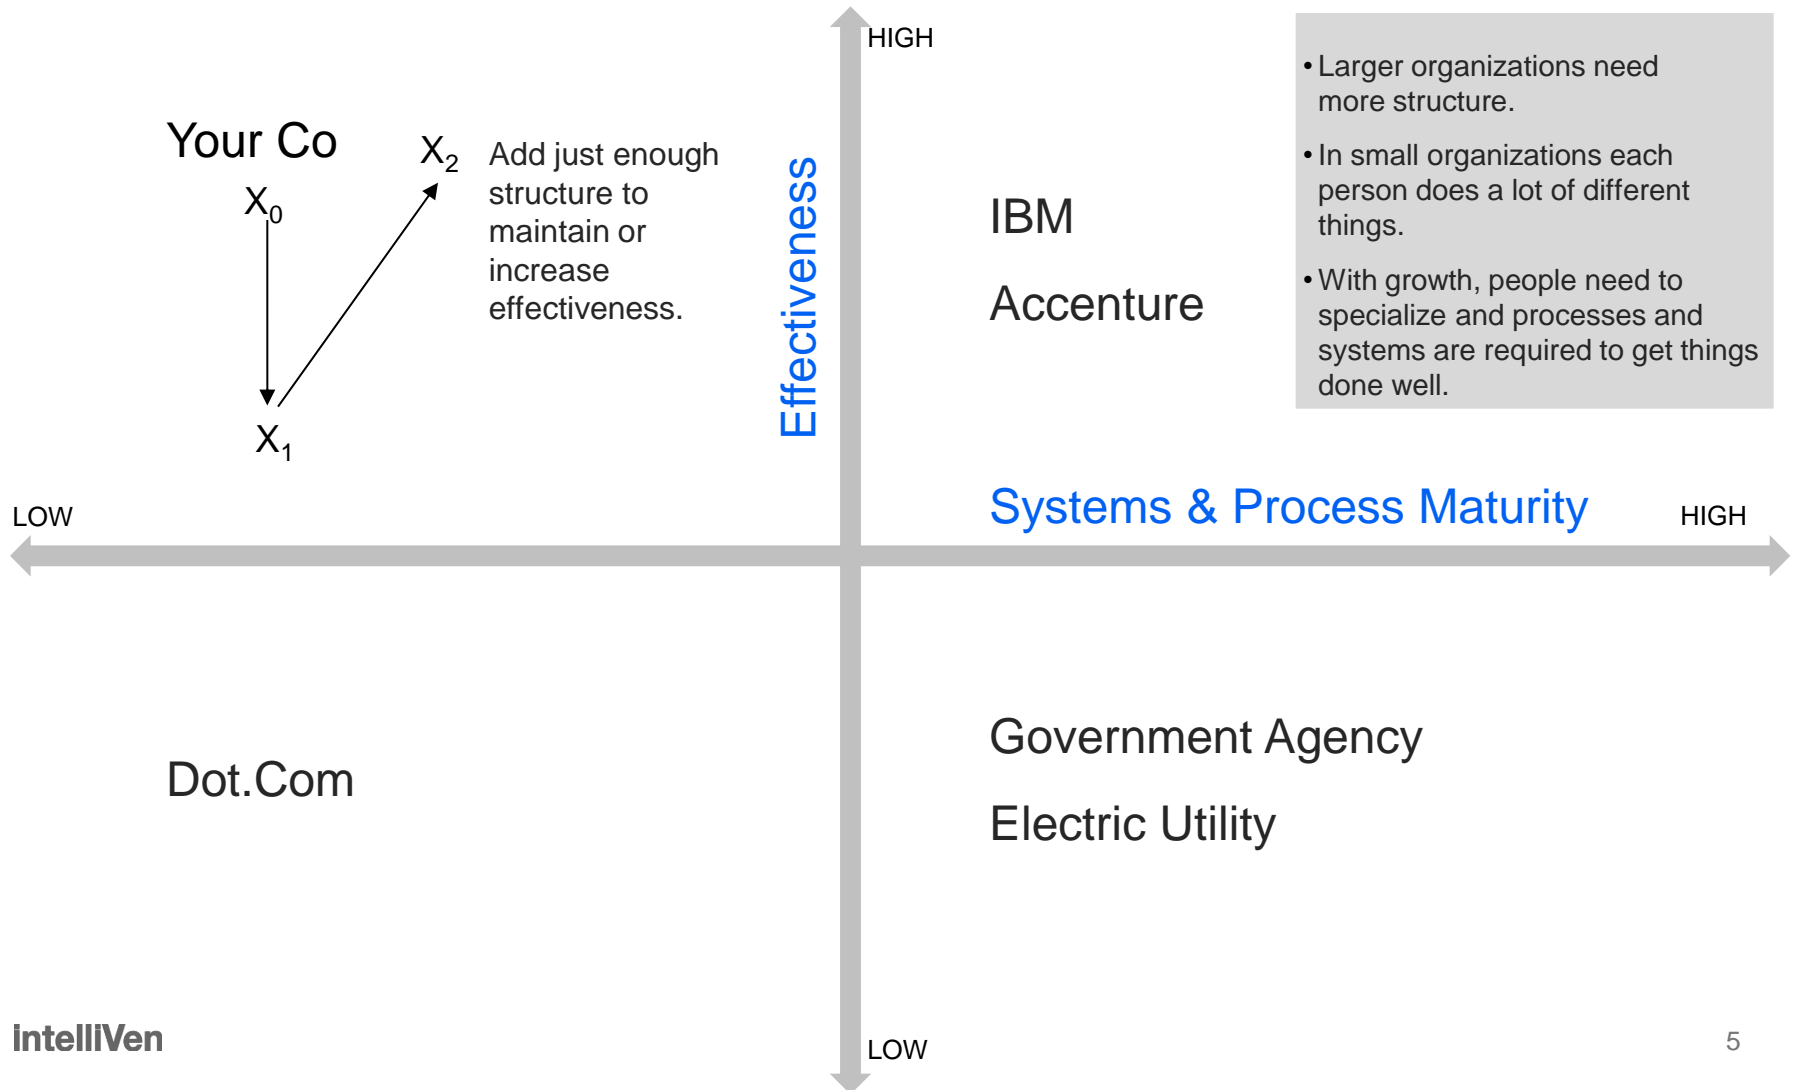 HIGH
• Larger organizations need
more structure.
• In small organizations each
person does a lot of different
things.
• With growth, people need to
specialize and processes and
systems are required to get things
done well.
Your Co
X₀
X₁
X₂
Add just enough
structure to
maintain or
increase
effectiveness.
Effectiveness
IBM
Accenture
Systems & Process Maturity
LOW
HIGH
Dot.Com
Government Agency
Electric Utility
intelliVen
LOW
5